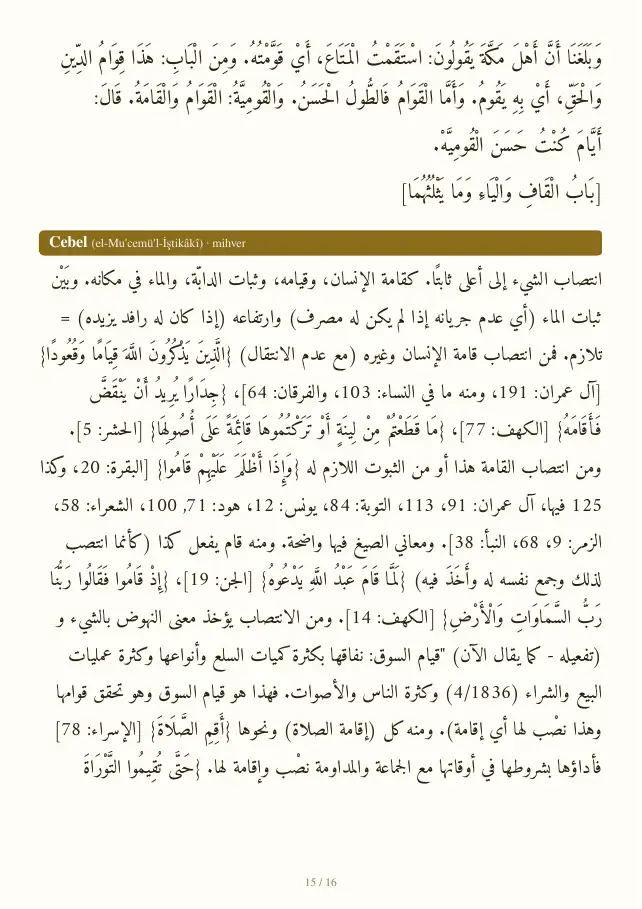 وَبَلَغَنَا أَنَّ أَهْلَ مَكَّةَ يَقُولُونَ: اسْتَقَمْتُ الْمَتَاعَ، أَيْ قَوَّمْتُهُ. وَمِنَ الْبَابِ: هَذَا قِوَامُ الدِّينِ
وَالْحَقِّ، أَيْ بِهِ يَقُومُ. وَأَمَّا الْقَوَامُ فَالطُّولُ الْحَسَنُ. وَالْقُومِيَّةُ: الْقَوَامُ وَالْقَامَةُ. قَالَ:
أَيَّامَ كُنْتُ حَسَنَ الْقُومِيَّهْ.
[بَابُ الْقَافِ وَالْيَاءِ وَمَا يَثْلُثُهُمَا]
Cebel (el-Mu'cemü'l-İştikâkî) · mihver
انتصاب الشيء إلى أعلى ثابتًا. كقامة الإنسان، وقيامه، وثبات الدابّة، والماء في مكانه. وبَيْن
ثبات الماء (أي عدم جريانه إذا لم يكن له مصرف) وارتفاعه (إذا كان له رافد يزيده) =
تلازم. فمن انتصاب قامة الإنسان وغيره (مع عدم الانتقال) {الَّذِينَ يَذْكُرُونَ اللَّهَ قِيَامًا وَقُعُودًا}
[آل عمران: 191، ومنه ما في النساء: 103، والفرقان: 64]، {جِدَارًا يُرِيدُ أَنْ يَنْقَضَّ
فَأَقَامَهُ} [الكهف: 77]، {مَا قَطَعْتُمْ مِنْ لِينَةٍ أَوْ تَرَكْتُمُوهَا قَائِمَةً عَلَى أُصُولِهَا} [الحشر: 5].
ومن انتصاب القامة هذا أو من الثبوت اللازم له {وَإِذَا أَظْلَمَ عَلَيْهِمْ قَامُوا} [البقرة: 20، وكذا
125 فيها، آل عمران: 91، 113، التوبة: 84، يونس: 12، هود: 71, 100، الشعراء: 58،
الزمر: 9، 68، النبأ: 38]. ومعاني الصيغ فيها واضحة. ومنه قام يفعل كذا (كأنما انتصب
لذلك وجمع نفسه له وأَخَذَ فيه) {لَمَّا قَامَ عَبْدُ اللَّهِ يَدْعُوهُ} [الجن: 19]، {إِذْ قَامُوا فَقَالُوا رَبُّنَا
رَبُّ السَّمَاوَاتِ وَالْأَرْضِ} [الكهف: 14]. ومن الانتصاب يؤخذ معنى النهوض بالشيء و
(تفعيله - كما يقال الآن) "قيام السوق: نفاقها بكثرة كميات السلع وأنواعها وكثرة عمليات
البيع والشراء (4/1836) وكثرة الناس والأصوات. فهذا هو قيام السوق وهو تحقق قوامها
وهذا نصْب لها أي إقامة). ومنه كل (إقامة الصلاة) ونحوها {أَقِمِ الصَّلَاةَ} [الإسراء: 78]
فأداؤها بشروطها في أوقاتها مع الجماعة والمداومة نصْب وإقامة لها. {حَتَّى تُقِيمُوا التَّوْرَاةَ
15 / 16